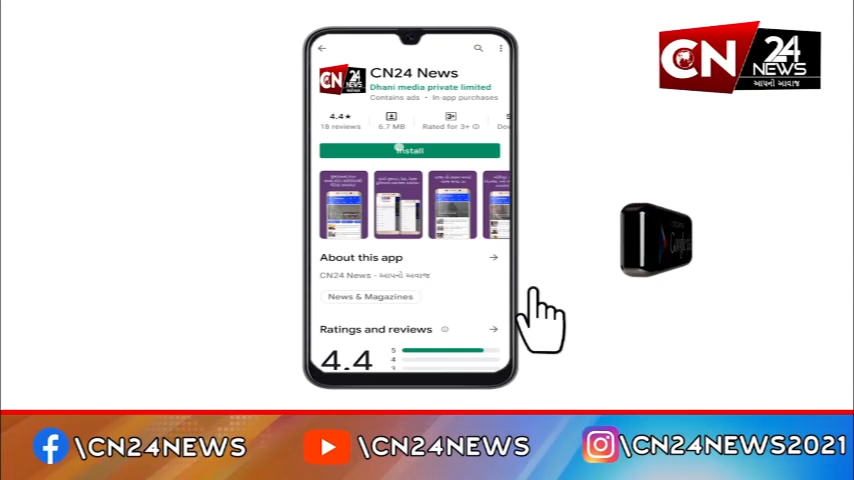 CN24 News
Dhani media private limited
Contains ads • In-app purchases
4.4★
18 reviews
6.7 MB
3+
Rated for 3+
Install
About this app
CN24 News - આપનો અવાજ
News & Magazines
Ratings and reviews
4.4
5
4
3
CN 24 NEWS
આપનો અવાજ
\CN24NEWS
\CN24NEWS
\CN24NEWS2021